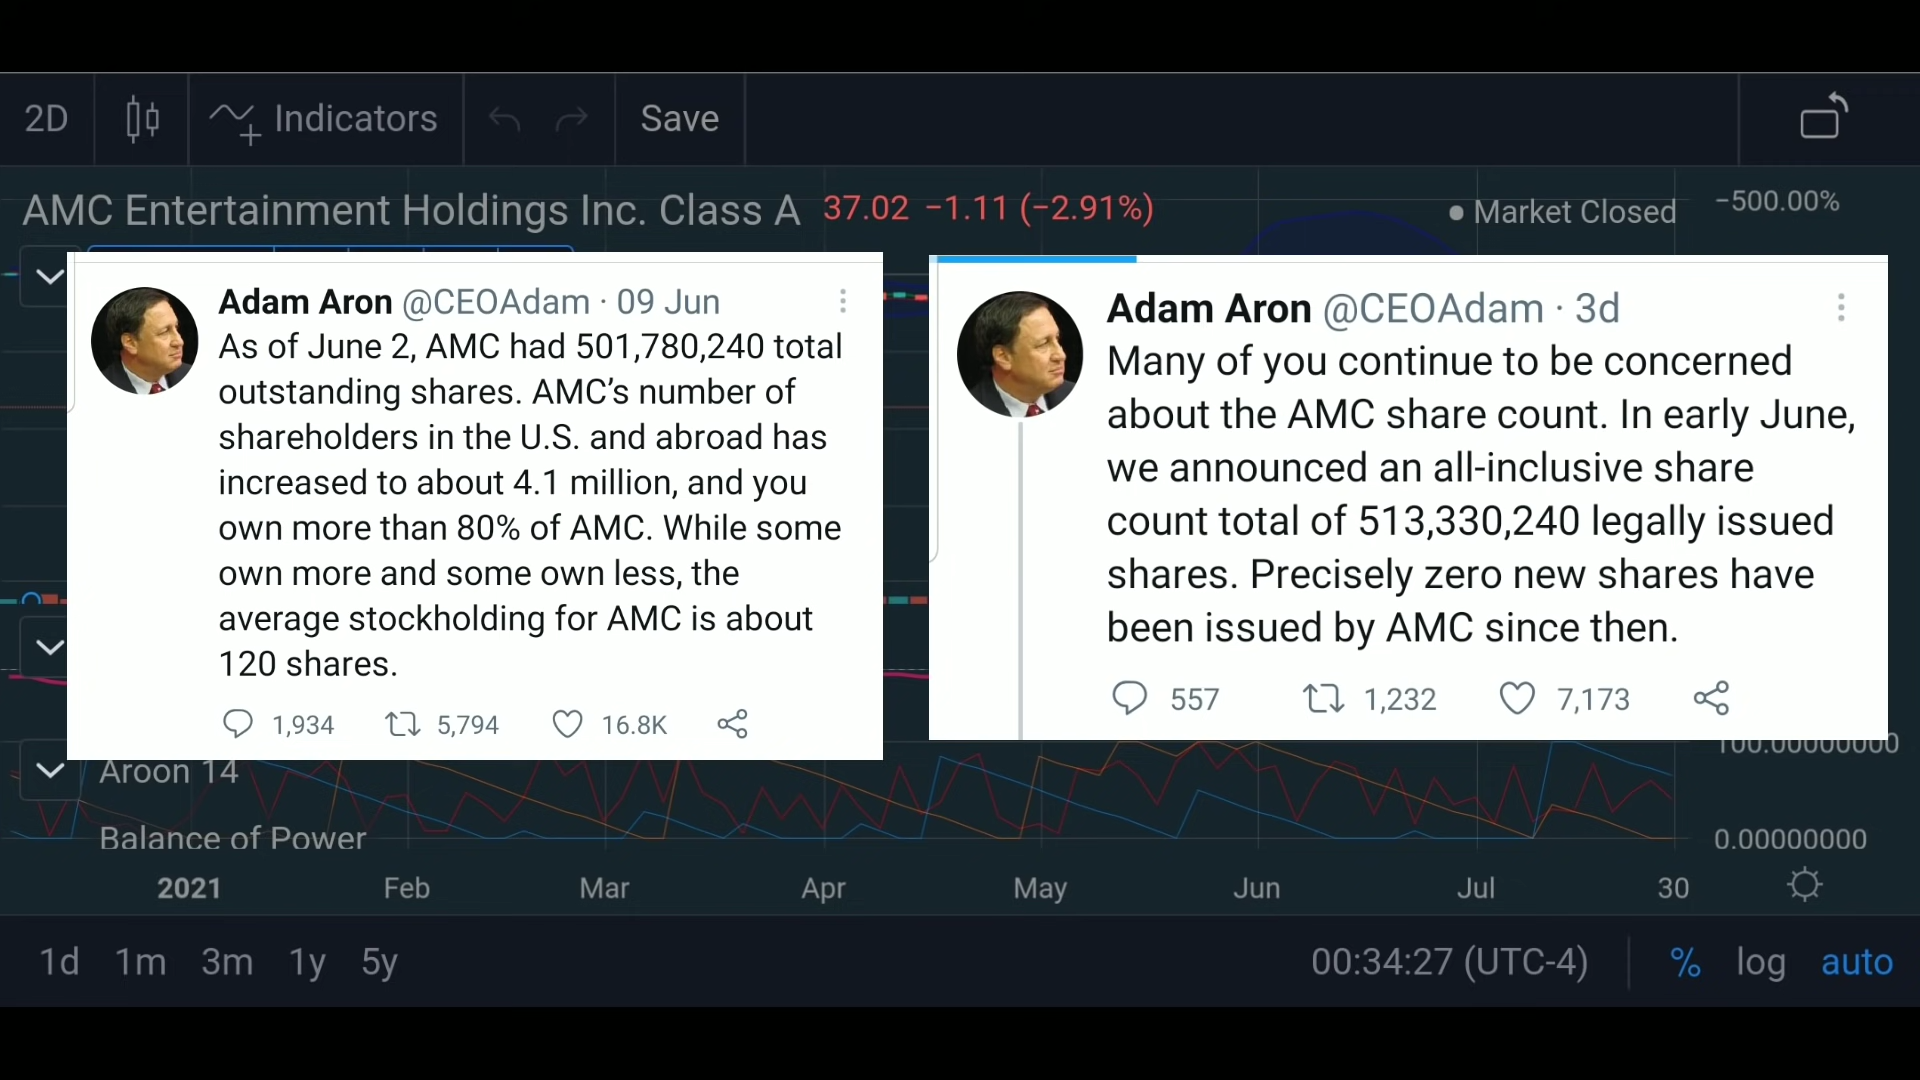 2D
Indicators
Save
AMC Entertainment Holdings Inc. Class A 37.02 −1.11 (−2.91%)
Market Closed
−500.00%
Adam Aron @CEOAdam · 09 Jun
As of June 2, AMC had 501,780,240 total
outstanding shares. AMC’s number of
shareholders in the U.S. and abroad has
increased to about 4.1 million, and you
own more than 80% of AMC. While some
own more and some own less, the
average stockholding for AMC is about
120 shares.
1,934 5,794 16.8K
Adam Aron @CEOAdam · 3d
Many of you continue to be concerned
about the AMC share count. In early June,
we announced an all-inclusive share
count total of 513,330,240 legally issued
shares. Precisely zero new shares have
been issued by AMC since then.
557 1,232 7,173
100.00000000
Aroon 14
Balance of Power
0.00000000
2021 Feb Mar Apr May Jun Jul 30
1d 1m 3m 1y 5y
00:34:27 (UTC-4)
% log auto